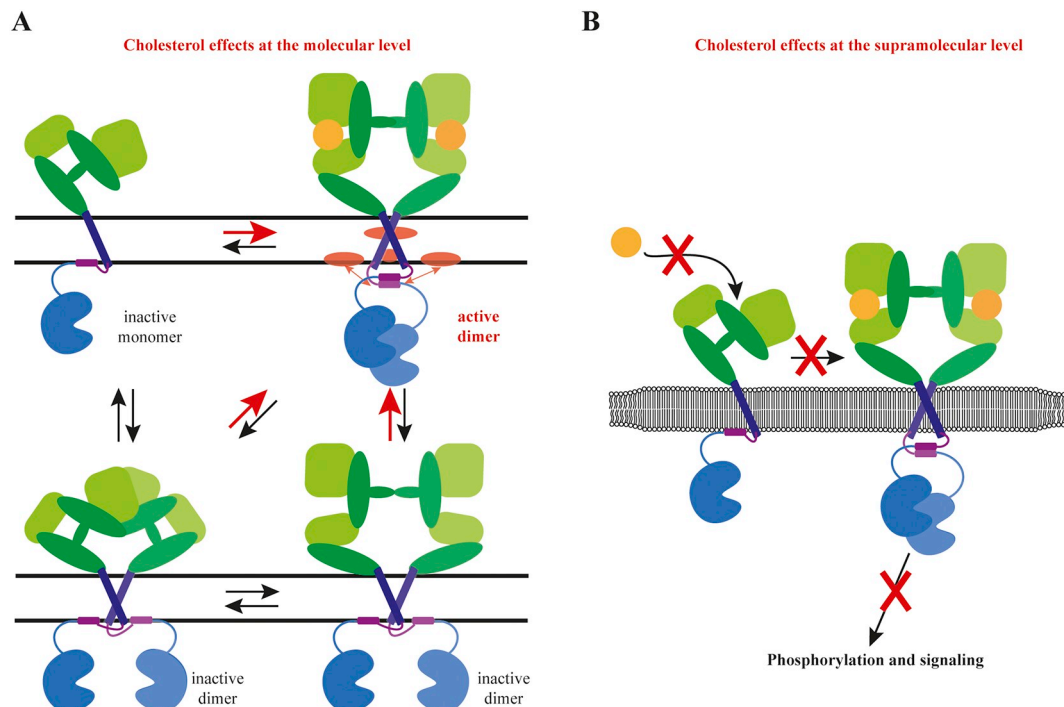 A
Cholesterol effects at the molecular level
inactive
monomer
active
dimer
inactive
dimer
inactive
dimer
B
Cholesterol effects at the supramolecular level
Phosphorylation and signaling